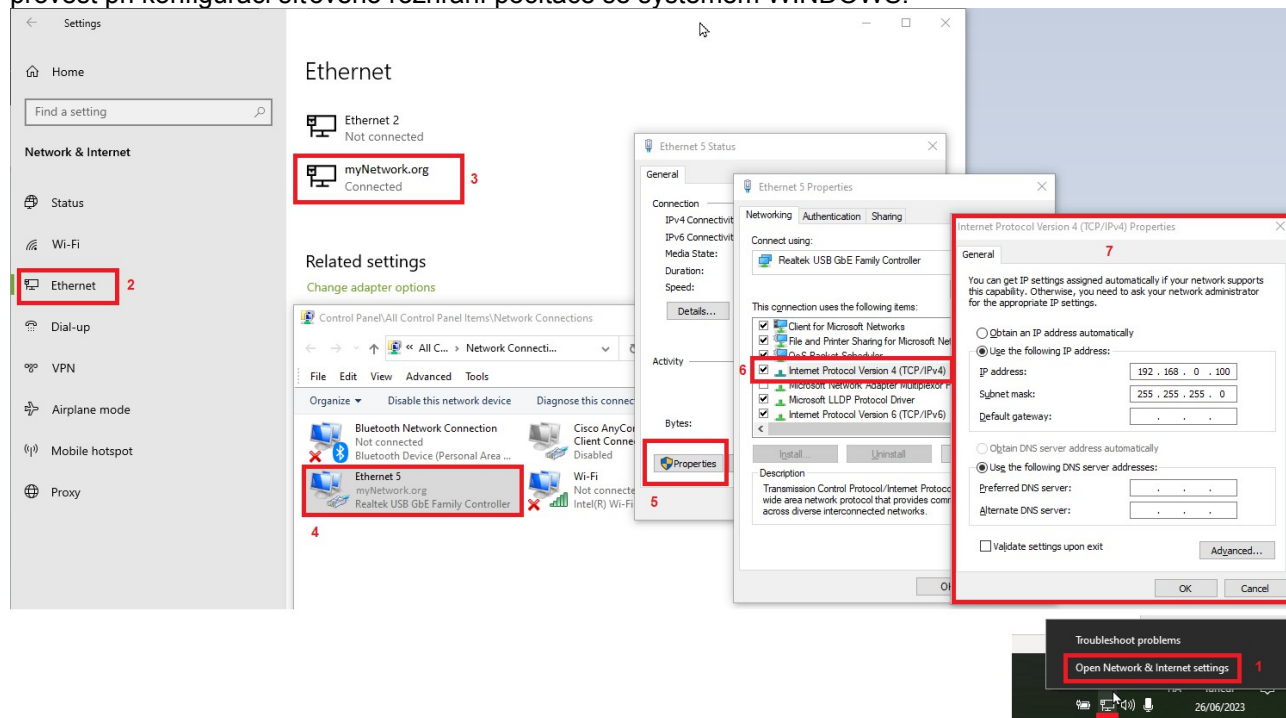 provést při konfiguraci síťového rozhraní počítače se systémem WINDOWS:
Settings
Home
Find a setting
Network & Internet
Status
Wi-Fi
Ethernet
2
Dial-up
VPN
Airplane mode
Mobile hotspot
Proxy
Ethernet
Ethernet 2
Not connected
myNetwork.org
Connected
3
Related settings
Change adapter options
Control Panel\All Control Panel Items\Network Connections
« All C... › Network Connecti...
File Edit View Advanced Tools
Organize Disable this network device Diagnose this connec
Bluetooth Network Connection
Not connected
Bluetooth Device (Personal Area ...
Cisco AnyCon
Client Conne
Disabled
Ethernet 5
myNetwork.org
Realtek USB GbE Family Controller
Wi-Fi
Not connecte
Intel(R) Wi-Fi
4
Ethernet 5 Status
General
Connection
IPv4 Connectivit
IPv6 Connectivit
Media State:
Duration:
Speed:
Details...
Activity
Bytes:
Properties
5
Ethernet 5 Properties
Networking Authentication Sharing
Connect using:
Realtek USB GbE Family Controller
This connection uses the following items:
Client for Microsoft Networks
File and Printer Sharing for Microsoft Net
QoS Packet Scheduler
6 Internet Protocol Version 4 (TCP/IPv4)
Microsoft Network Adapter Multiplexor P
Microsoft LLDP Protocol Driver
Internet Protocol Version 6 (TCP/IPv6)
Install... Uninstall
Description
Transmission Control Protocol/Internet Protoco
wide area network protocol that provides comm
across diverse interconnected networks.
Internet Protocol Version 4 (TCP/IPv4) Properties
General
7
You can get IP settings assigned automatically if your network supports
this capability. Otherwise, you need to ask your network administrator
for the appropriate IP settings.
Obtain an IP address automatically
Use the following IP address:
IP address: 192 . 168 . 0 . 100
Subnet mask: 255 . 255 . 255 . 0
Default gateway: . . .
Obtain DNS server address automatically
Use the following DNS server addresses:
Preferred DNS server: . . .
Alternate DNS server: . . .
Validate settings upon exit
Advanced...
OK Cancel
Troubleshoot problems
Open Network & Internet settings 1
26/06/2023